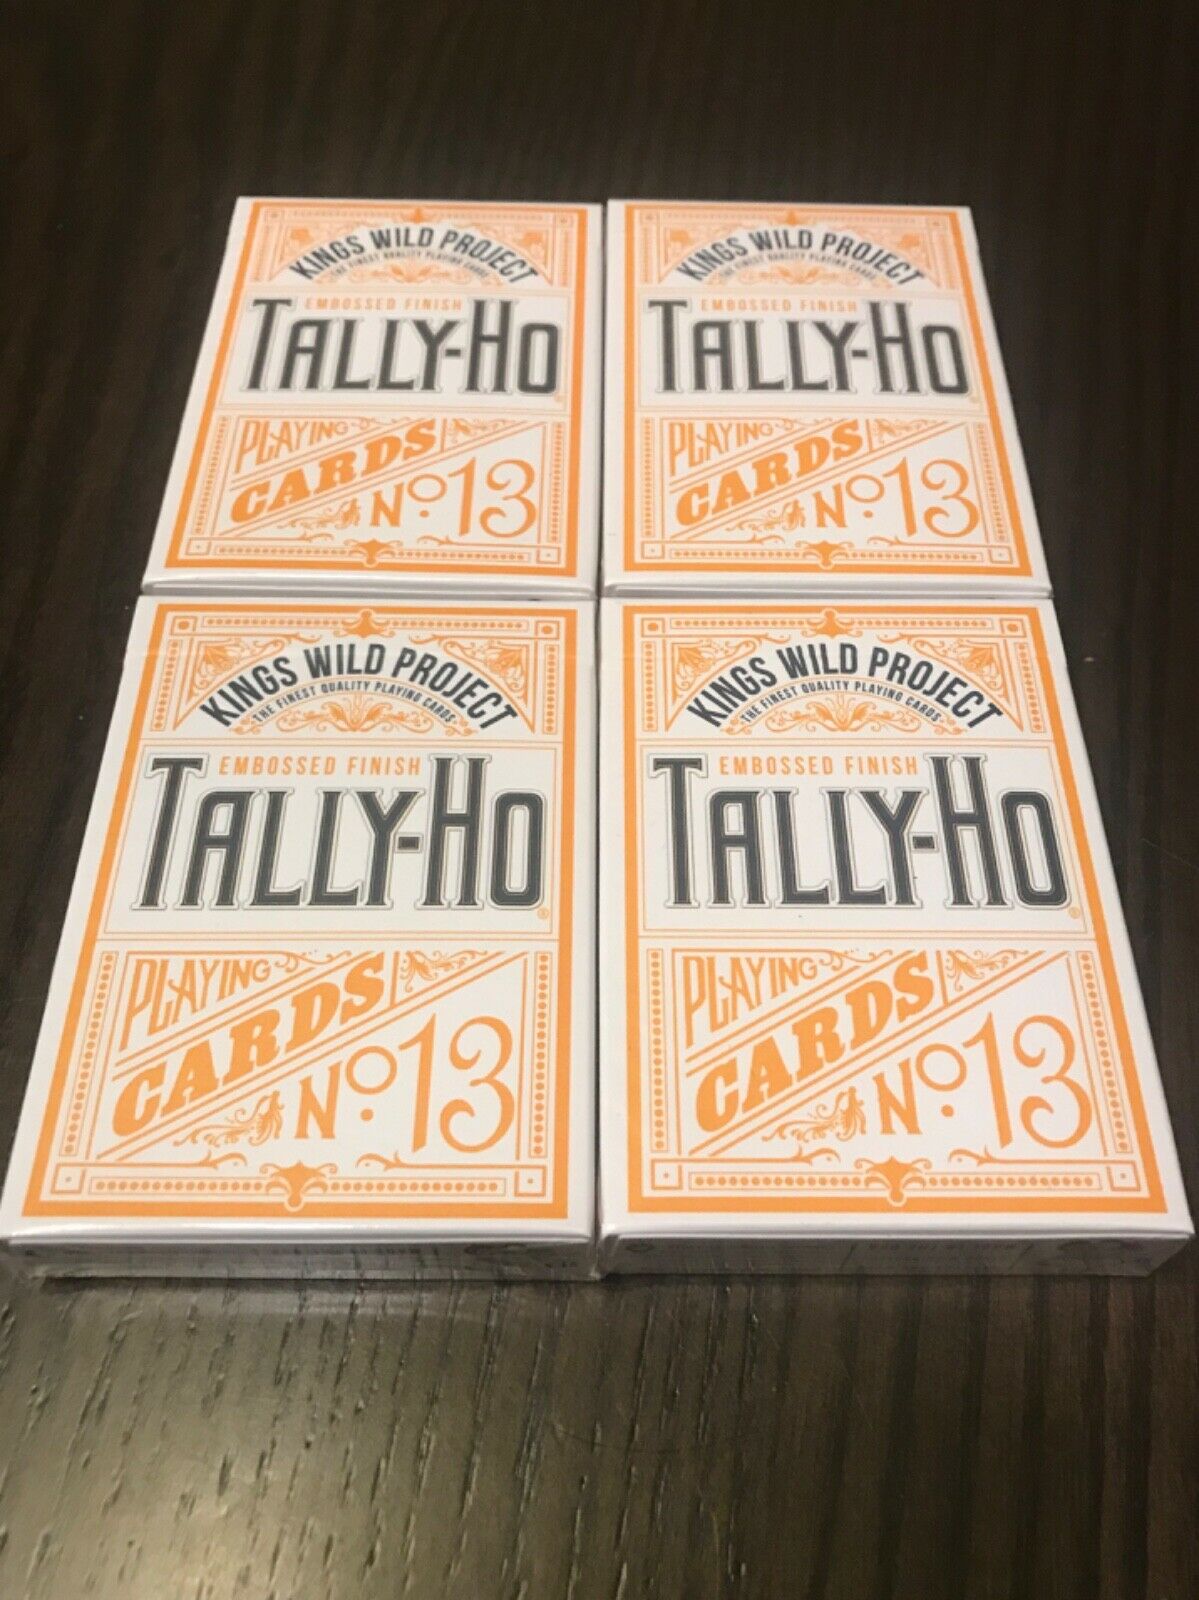 KINGS WILD PROJECT
THE FINEST QUALITY PLAYING CARDS
EMBOSSED FINISH
TALLY-HO
PLAYING
CARDS
No. 13
KINGS WILD PROJECT
THE FINEST QUALITY PLAYING CARDS
EMBOSSED FINISH
TALLY-HO
PLAYING
CARDS
No. 13
KINGS WILD PROJECT
·THE FINEST QUALITY PLAYING CARDS·
EMBOSSED FINISH
TALLY-HO®
PLAYING
CARDS
No. 13
KINGS WILD PROJECT
·THE FINEST QUALITY PLAYING CARDS·
EMBOSSED FINISH
TALLY-HO®
PLAYING
CARDS
No. 13